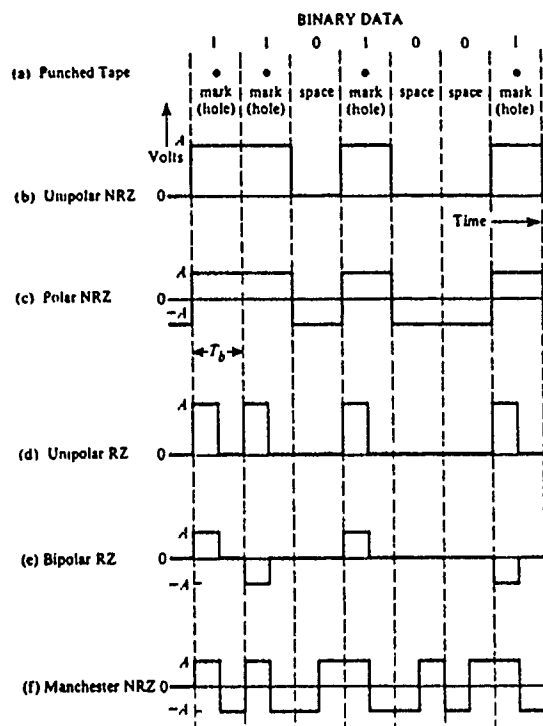 BINARY DATA
1 1 0 1 0 0 1
(a) Punched Tape
mark mark space mark space space mark
(hole) (hole) (hole) (hole)
A
Volts
(b) Unipolar NRZ 0
Time
A
(c) Polar NRZ 0
−A
T_b
A
(d) Unipolar RZ 0
A
(e) Bipolar RZ 0
−A
A
(f) Manchester NRZ 0
−A